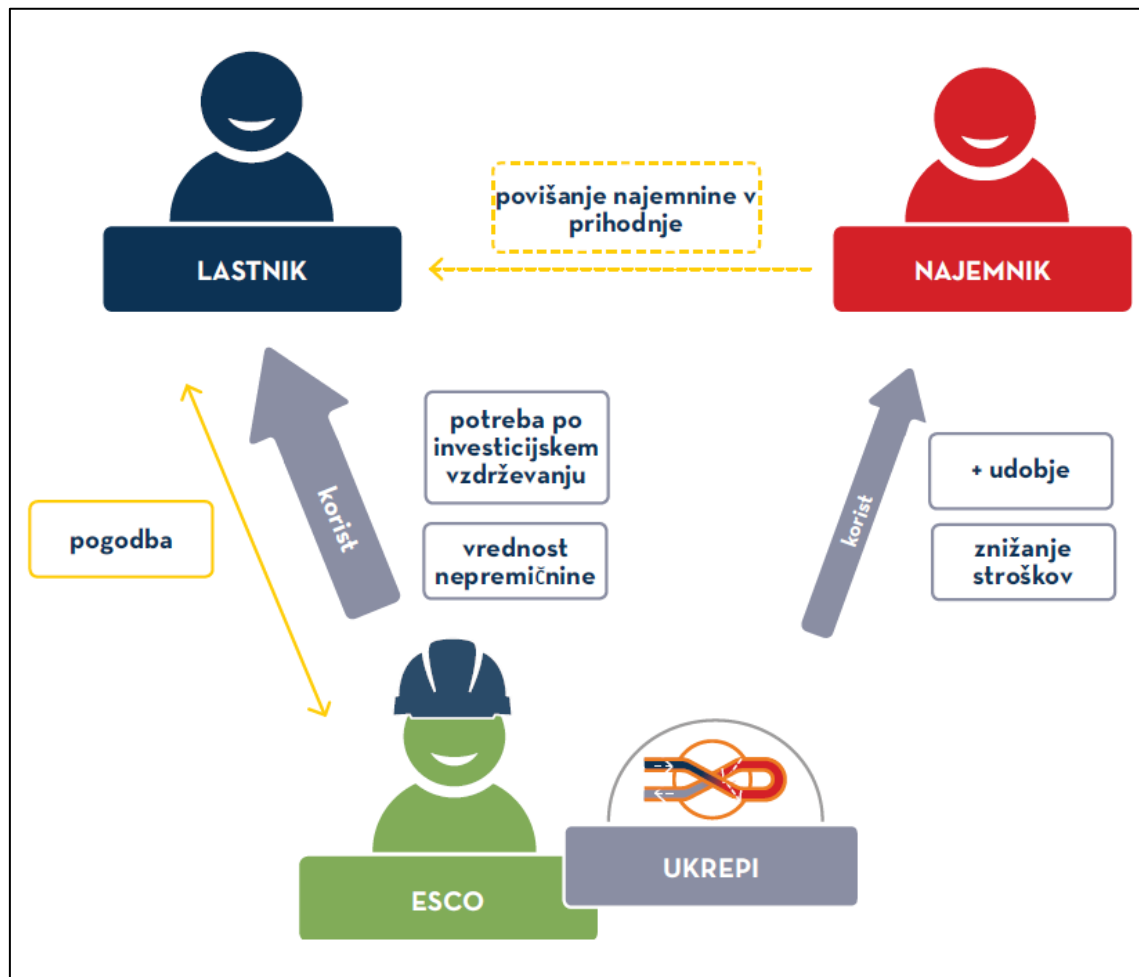 povišanje najemnine v
prihodnje
LASTNIK
NAJEMNIK
potreba po
investicijskem
vzdrževanju
+ udobje
korist
korist
pogodba
vrednost
nepremičnine
znižanje
stroškov
UKREPI
ESCO